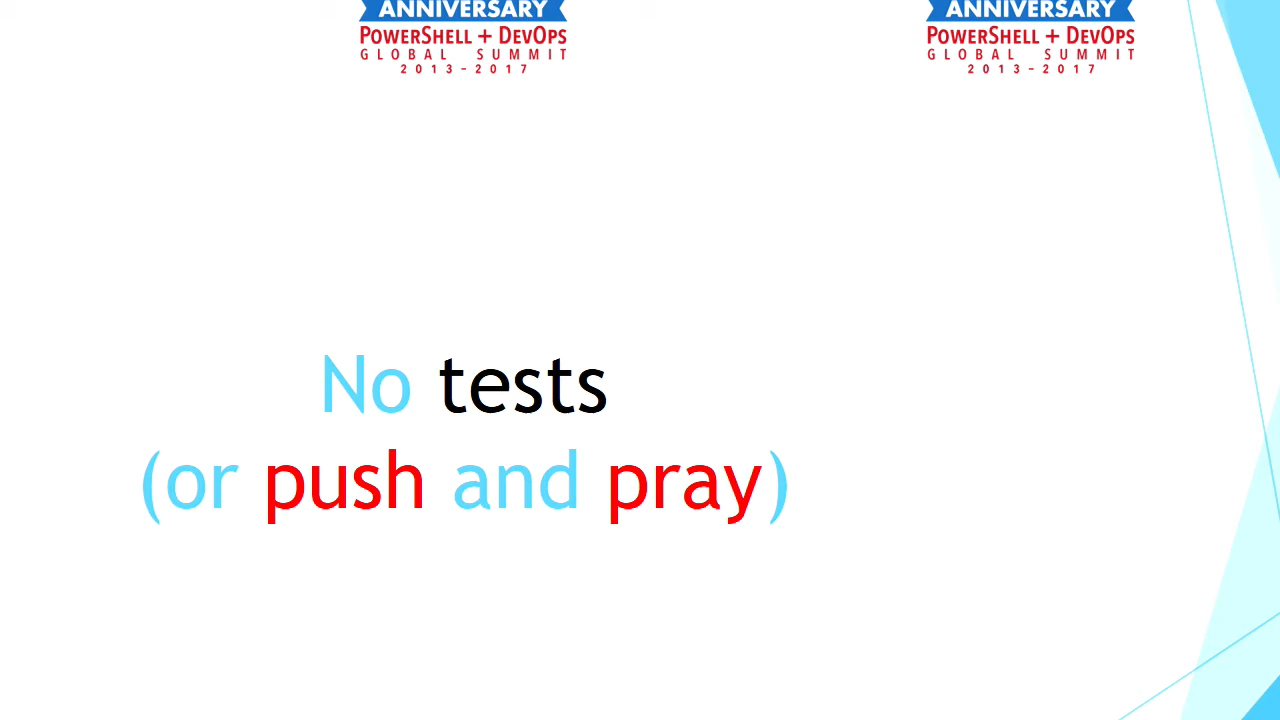 ANNIVERSARY
POWERSHELL + DEVOPS
GLOBAL SUMMIT
2013-2017
ANNIVERSARY
POWERSHELL + DEVOPS
GLOBAL SUMMIT
2013-2017
No tests
(or push and pray)